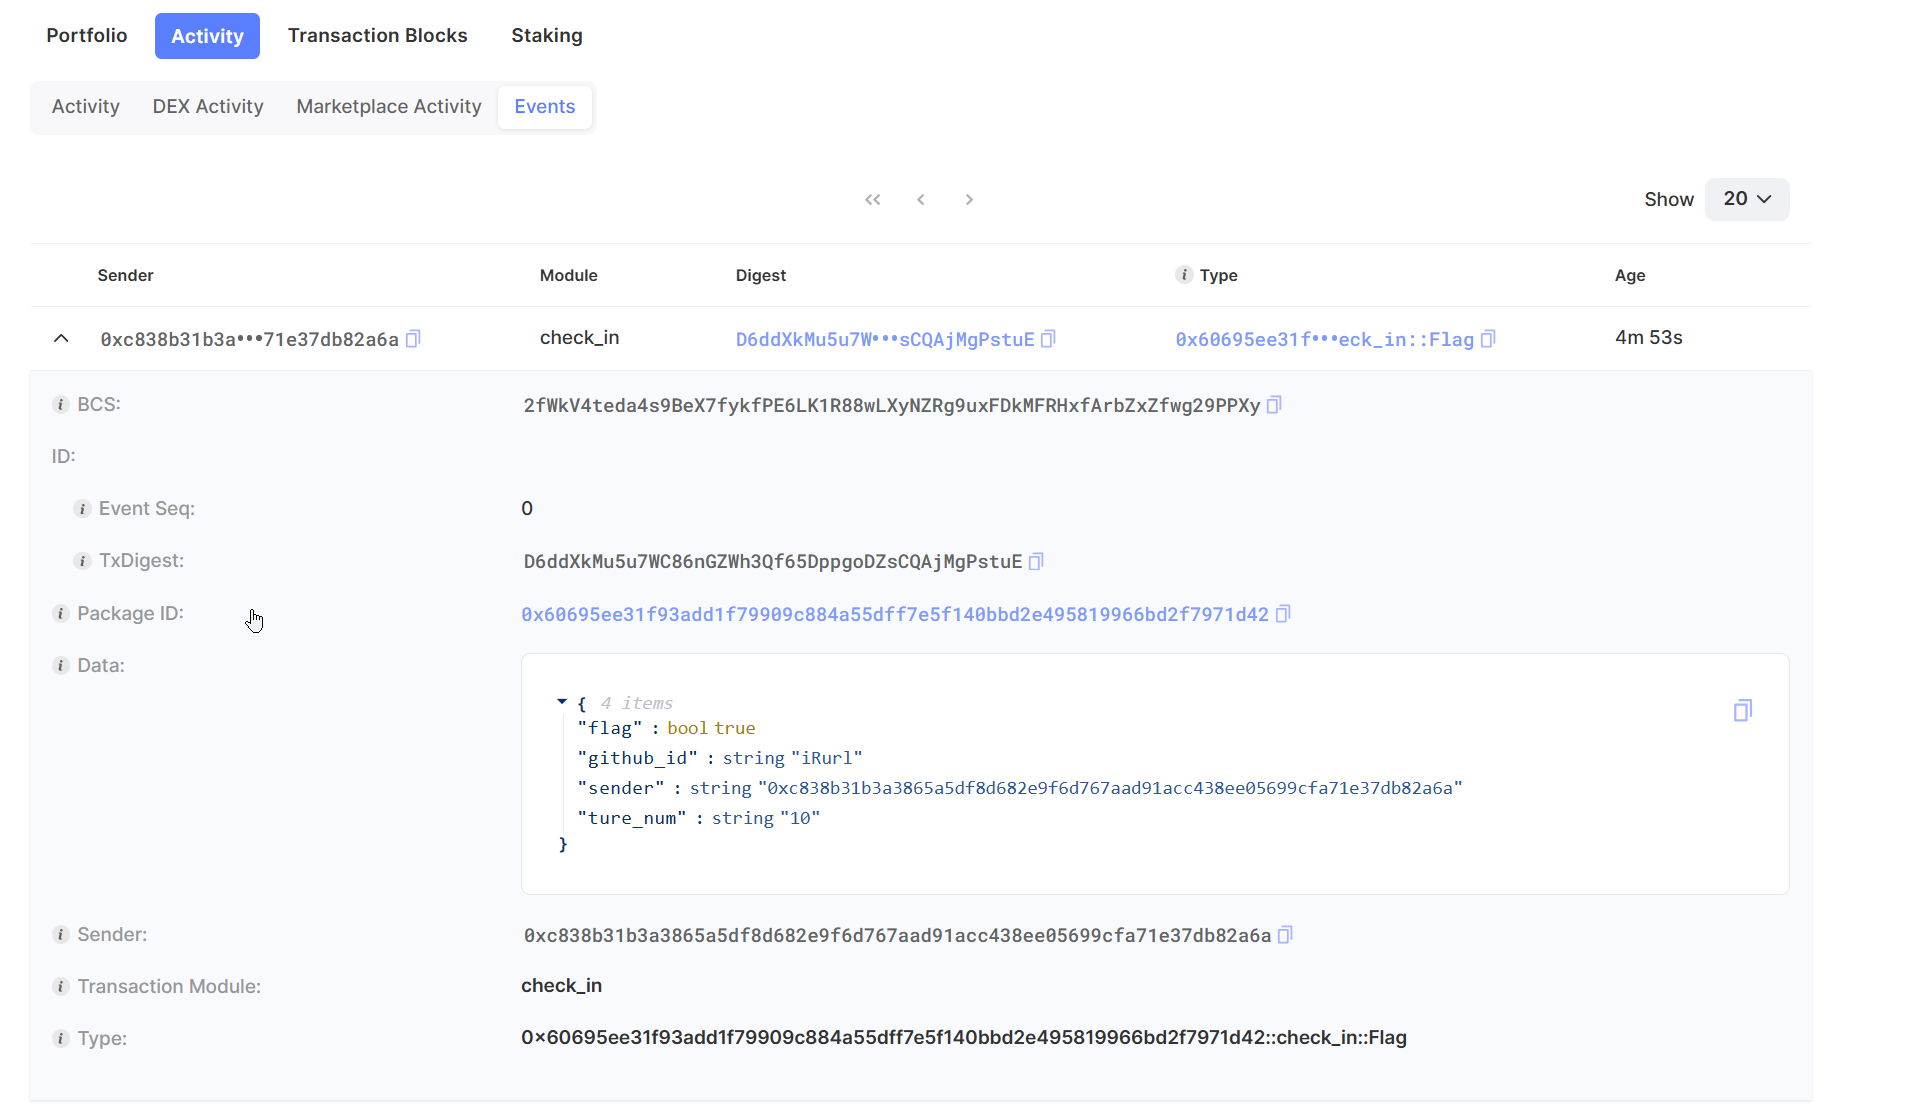 Portfolio Activity Transaction Blocks Staking
Activity DEX Activity Marketplace Activity Events
Show 20
Sender Module Digest Type Age
0xc838b31b3a•••71e37db82a6a check_in D6ddXkMu5u7W•••sCQAjMgPstuE 0x60695ee31f•••eck_in::Flag 4m 53s
BCS: 2fWkV4teda4s9BeX7fykfPE6LK1R88wLXyNZRg9uxFDkMFRHxfArbZxZfwg29PPXy
ID:
Event Seq: 0
TxDigest: D6ddXkMu5u7WC86nGZWh3Qf65DppgoDZsCQAjMgPstuE
Package ID: 0x60695ee31f93add1f79909c884a55dff7e5f140bbd2e495819966bd2f7971d42
Data:
{ 4 items
"flag" : bool true
"github_id" : string "iRurl"
"sender" : string "0xc838b31b3a3865a5df8d682e9f6d767aad91acc438ee05699cfa71e37db82a6a"
"ture_num" : string "10"
}
Sender: 0xc838b31b3a3865a5df8d682e9f6d767aad91acc438ee05699cfa71e37db82a6a
Transaction Module: check_in
Type: 0x60695ee31f93add1f79909c884a55dff7e5f140bbd2e495819966bd2f7971d42::check_in::Flag